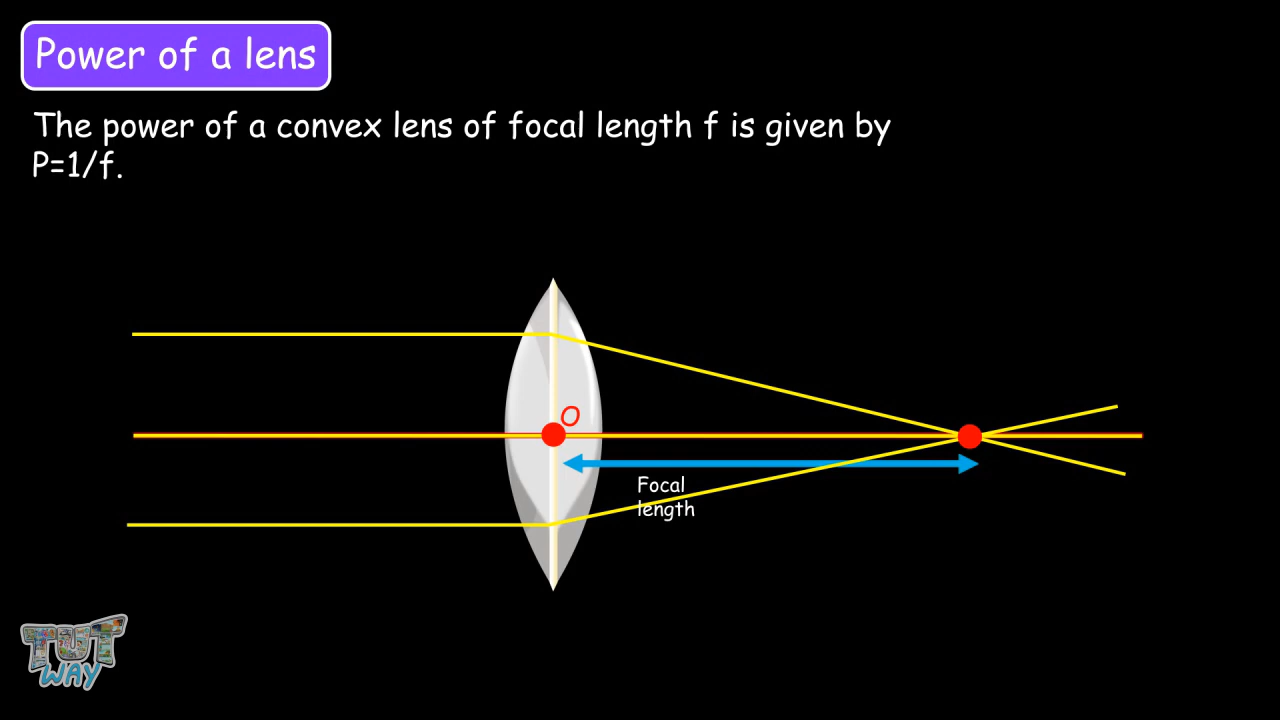 Power of a lens
The power of a convex lens of focal length f is given by
P=1/f.
O
Focal
length
TUT
WAY